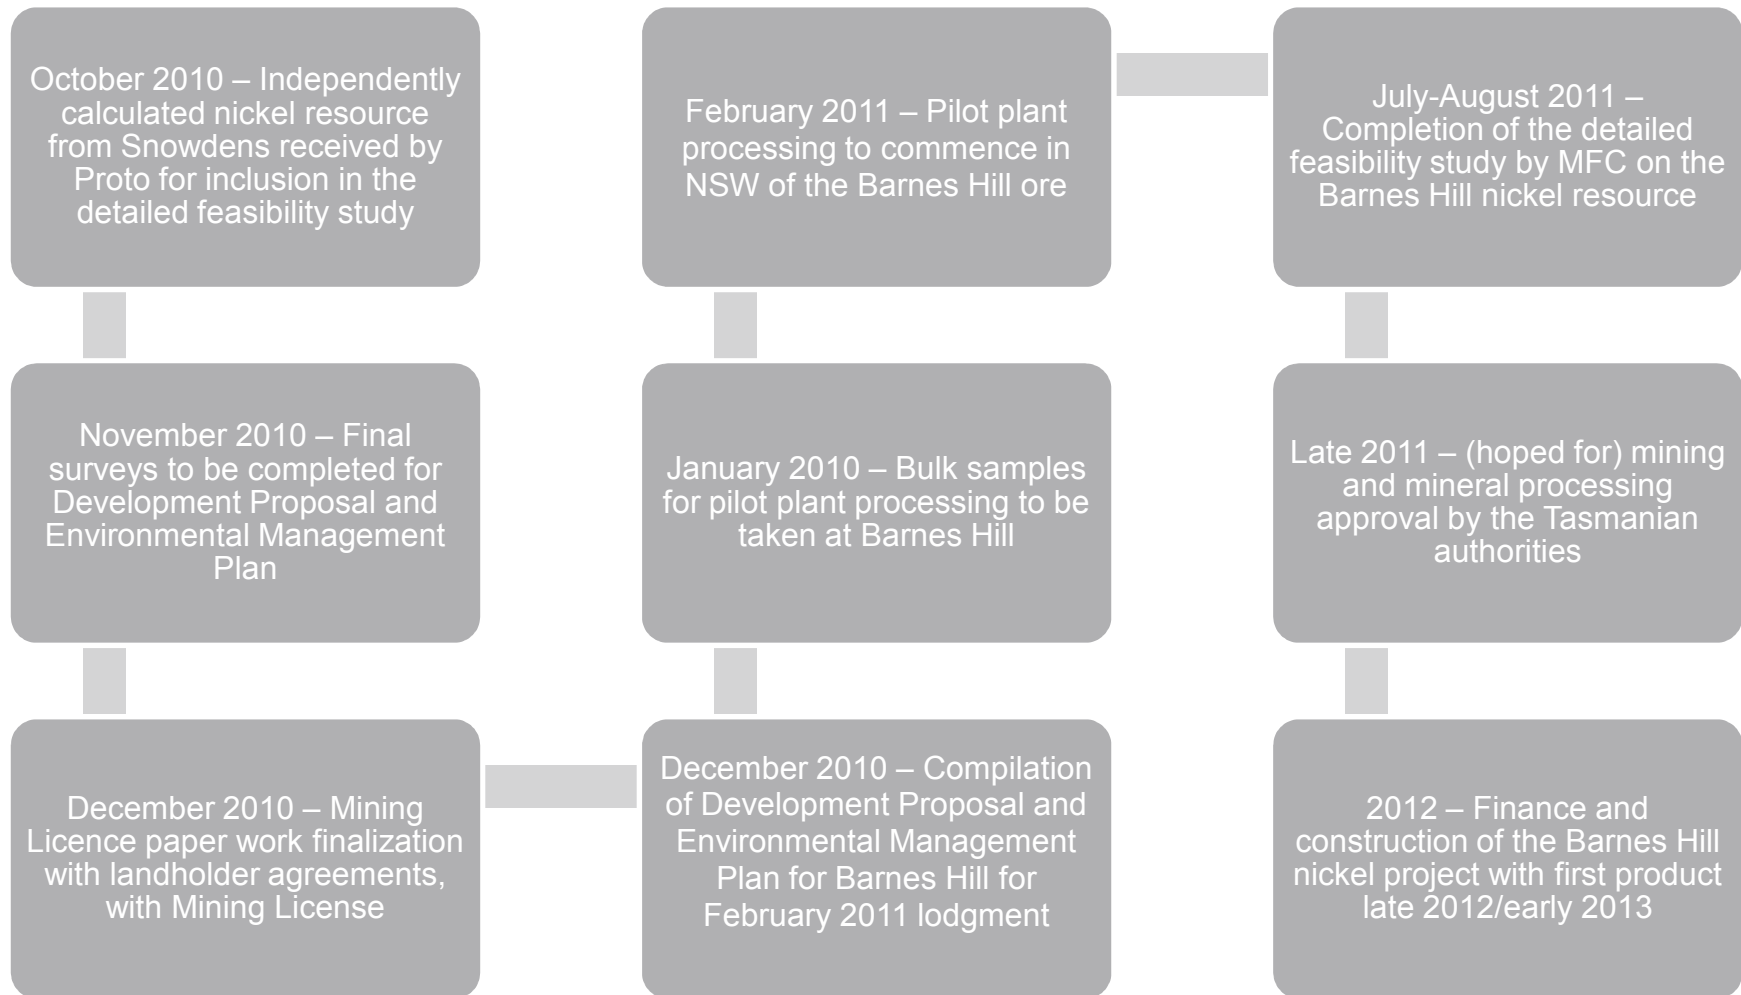 October 2010 – Independently
calculated nickel resource
from Snowdens received by
Proto for inclusion in the
detailed feasibility study
November 2010 – Final
surveys to be completed for
Development Proposal and
Environmental Management
Plan
December 2010 – Mining
Licence paper work finalization
with landholder agreements,
with Mining License
December 2010 – Compilation
of Development Proposal and
Environmental Management
Plan for Barnes Hill for
February 2011 lodgment
January 2010 – Bulk samples
for pilot plant processing to be
taken at Barnes Hill
February 2011 – Pilot plant
processing to commence in
NSW of the Barnes Hill ore
July-August 2011 –
Completion of the detailed
feasibility study by MFC on the
Barnes Hill nickel resource
Late 2011 – (hoped for) mining
and mineral processing
approval by the Tasmanian
authorities
2012 – Finance and
construction of the Barnes Hill
nickel project with first product
late 2012/early 2013